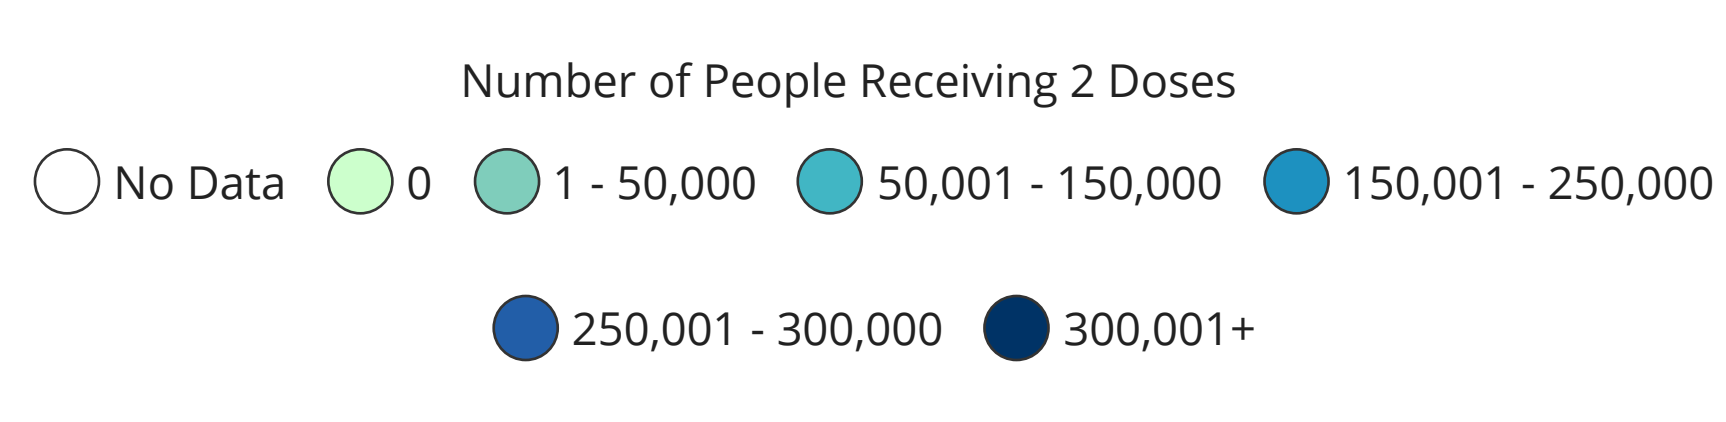 Number of People Receiving 2 Doses
No Data 0 1 - 50,000 50,001 - 150,000 150,001 - 250,000
250,001 - 300,000 300,001+